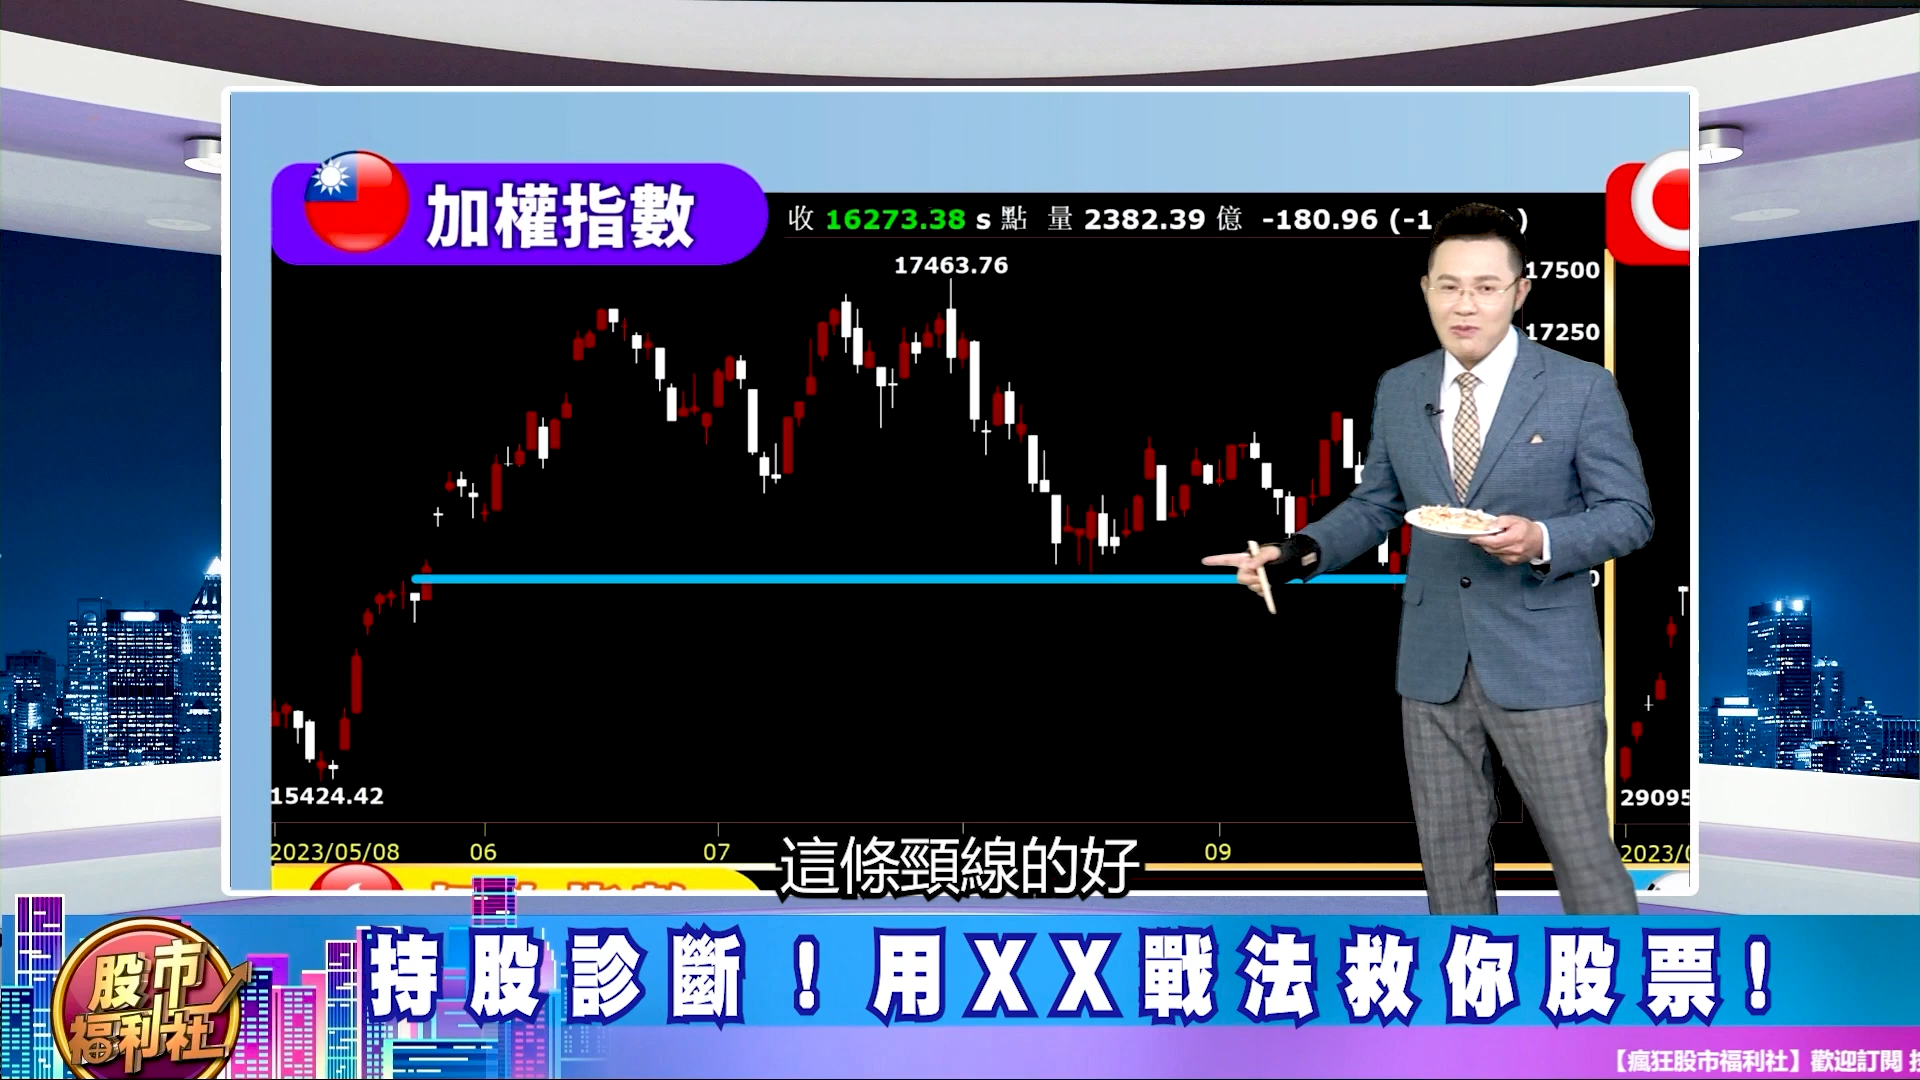 加權指數
收 16273.38 s 點 量 2382.39 億 -180.96 (-1
17463.76
17500
17250
15424.42
29095
2023/05/08 06 07 09
2023/0
這條頸線的好
持股診斷！用XX戰法救你股票！
股市福利社
【瘋狂股市福利社】歡迎訂閱